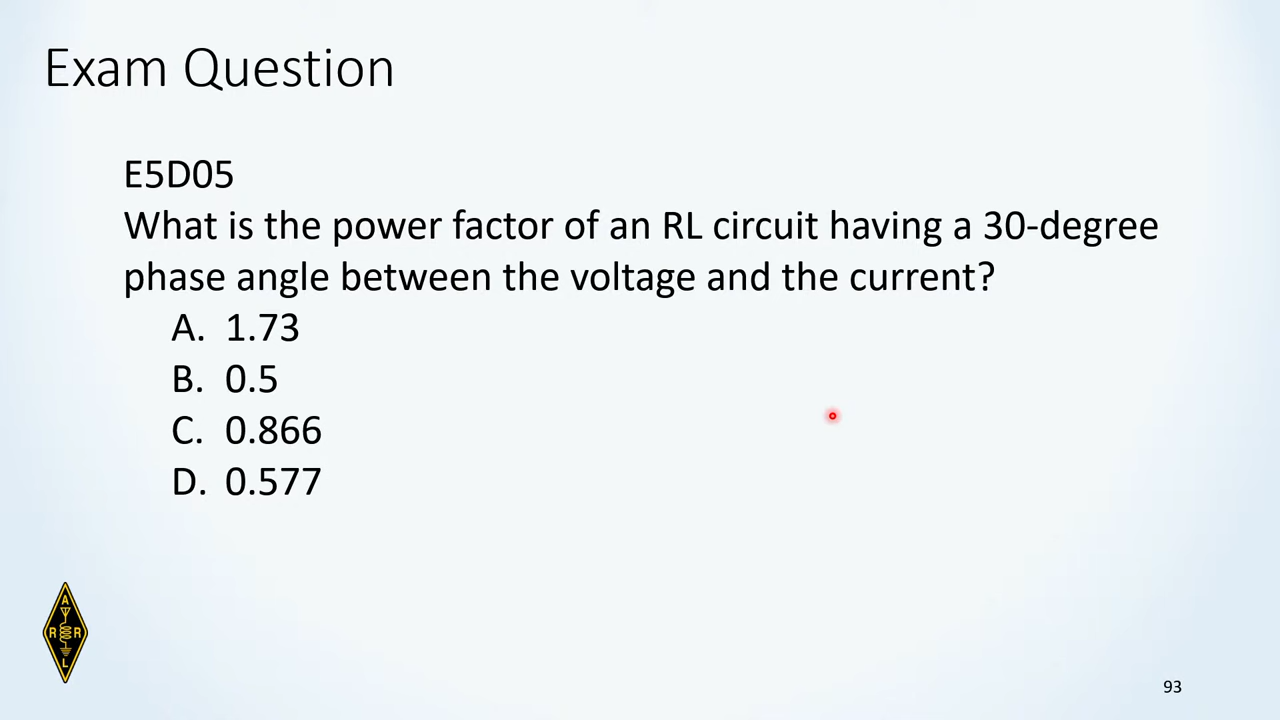 Exam Question
E5D05
What is the power factor of an RL circuit having a 30-degree
phase angle between the voltage and the current?
A. 1.73
B. 0.5
C. 0.866
D. 0.577
A
R R
L
93